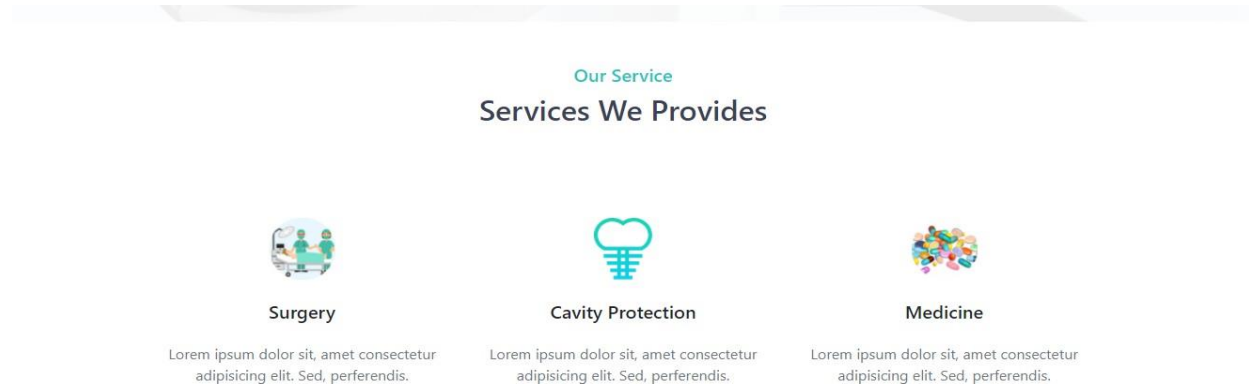 Our Service
Services We Provides
Surgery
Cavity Protection
Medicine
Lorem ipsum dolor sit, amet consectetur
adipisicing elit. Sed, perferendis.
Lorem ipsum dolor sit, amet consectetur
adipisicing elit. Sed, perferendis.
Lorem ipsum dolor sit, amet consectetur
adipisicing elit. Sed, perferendis.